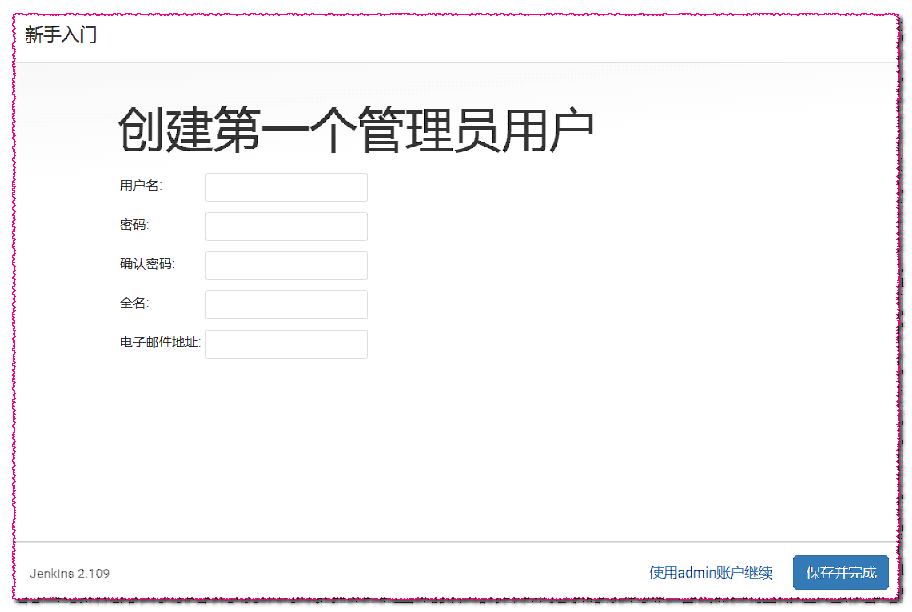 新手入门
创建第一个管理员用户
用户名:
密码:
确认密码:
全名:
电子邮件地址:
Jenkins 2.109
使用admin账户继续
保存并完成